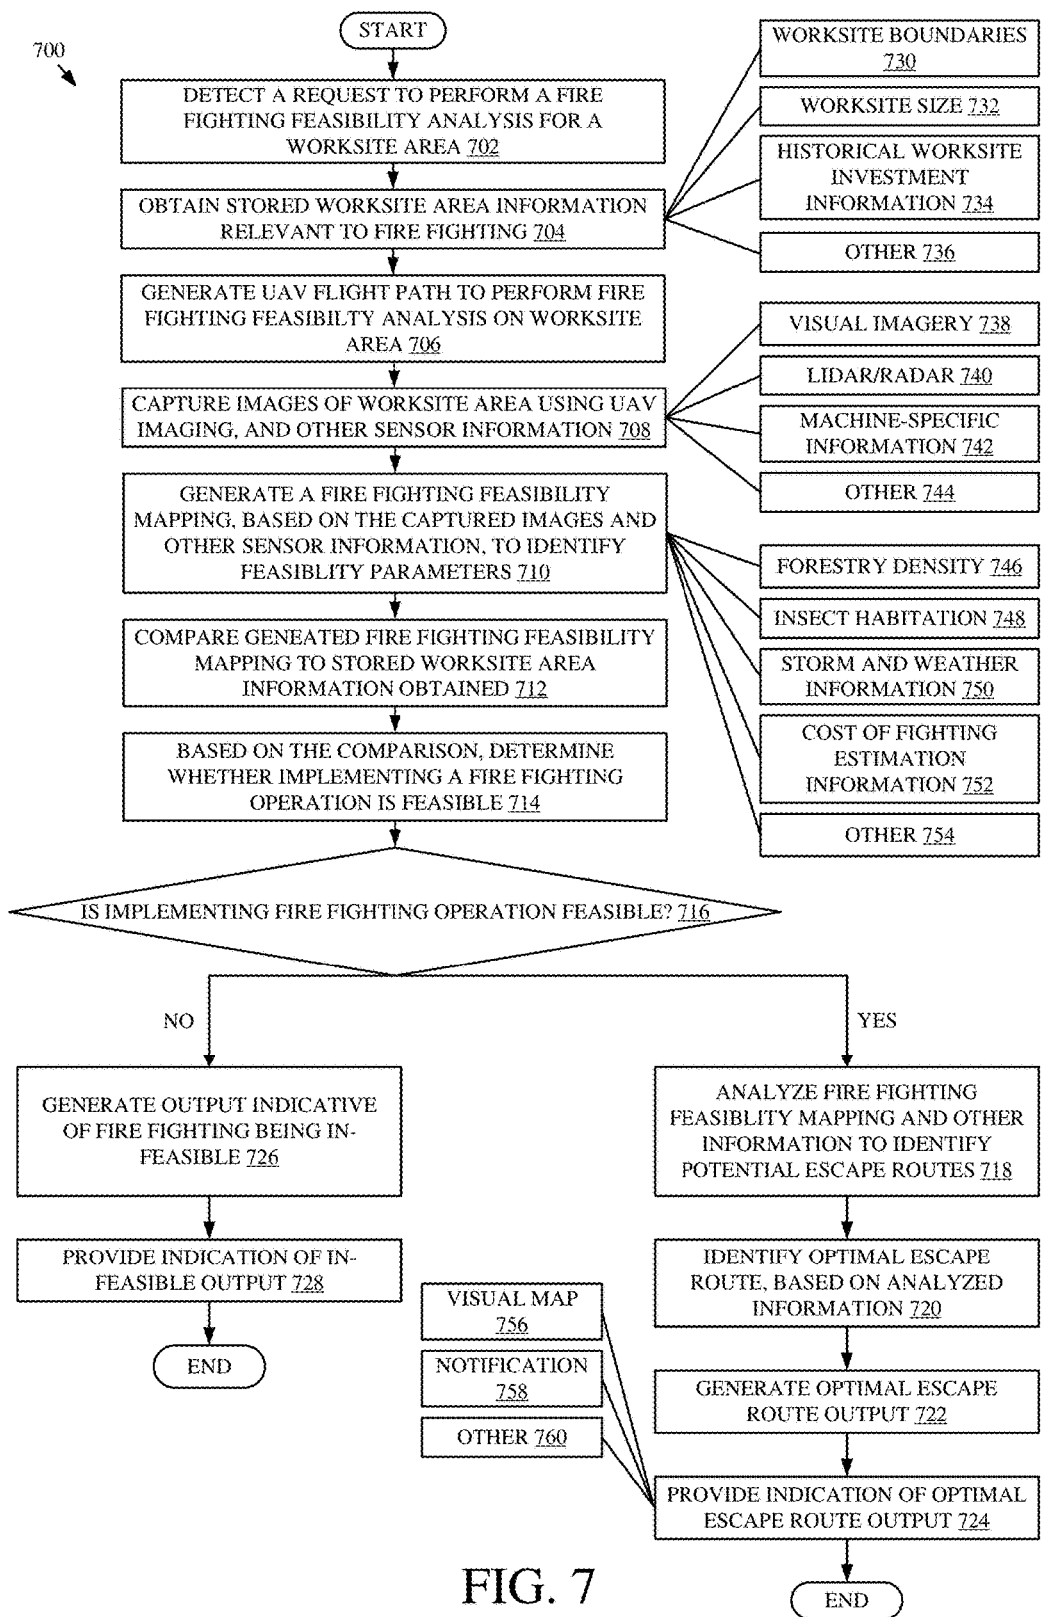 START
700
DETECT A REQUEST TO PERFORM A FIRE
FIGHTING FEASIBILITY ANALYSIS FOR A
WORKSITE AREA 702
OBTAIN STORED WORKSITE AREA INFORMATION
RELEVANT TO FIRE FIGHTING 704
WORKSITE BOUNDARIES
730
WORKSITE SIZE 732
HISTORICAL WORKSITE
INVESTMENT
INFORMATION 734
OTHER 736
GENERATE UAV FLIGHT PATH TO PERFORM FIRE
FIGHTING FEASIBILTY ANALYSIS ON WORKSITE
AREA 706
CAPTURE IMAGES OF WORKSITE AREA USING UAV
IMAGING, AND OTHER SENSOR INFORMATION 708
VISUAL IMAGERY 738
LIDAR/RADAR 740
MACHINE-SPECIFIC
INFORMATION 742
OTHER 744
GENERATE A FIRE FIGHTING FEASIBILITY
MAPPING, BASED ON THE CAPTURED IMAGES AND
OTHER SENSOR INFORMATION, TO IDENTIFY
FEASIBLITY PARAMETERS 710
FORESTRY DENSITY 746
INSECT HABITATION 748
STORM AND WEATHER
INFORMATION 750
COST OF FIGHTING
ESTIMATION
INFORMATION 752
OTHER 754
COMPARE GENEATED FIRE FIGHTING FEASIBILITY
MAPPING TO STORED WORKSITE AREA
INFORMATION OBTAINED 712
BASED ON THE COMPARISON, DETERMINE
WHETHER IMPLEMENTING A FIRE FIGHTING
OPERATION IS FEASIBLE 714
IS IMPLEMENTING FIRE FIGHTING OPERATION FEASIBLE? 716
NO
YES
GENERATE OUTPUT INDICATIVE
OF FIRE FIGHTING BEING IN-
FEASIBLE 726
PROVIDE INDICATION OF IN-
FEASIBLE OUTPUT 728
END
ANALYZE FIRE FIGHTING
FEASIBLITY MAPPING AND OTHER
INFORMATION TO IDENTIFY
POTENTIAL ESCAPE ROUTES 718
IDENTIFY OPTIMAL ESCAPE
ROUTE, BASED ON ANALYZED
INFORMATION 720
GENERATE OPTIMAL ESCAPE
ROUTE OUTPUT 722
VISUAL MAP
756
NOTIFICATION
758
OTHER 760
PROVIDE INDICATION OF OPTIMAL
ESCAPE ROUTE OUTPUT 724
END
FIG. 7